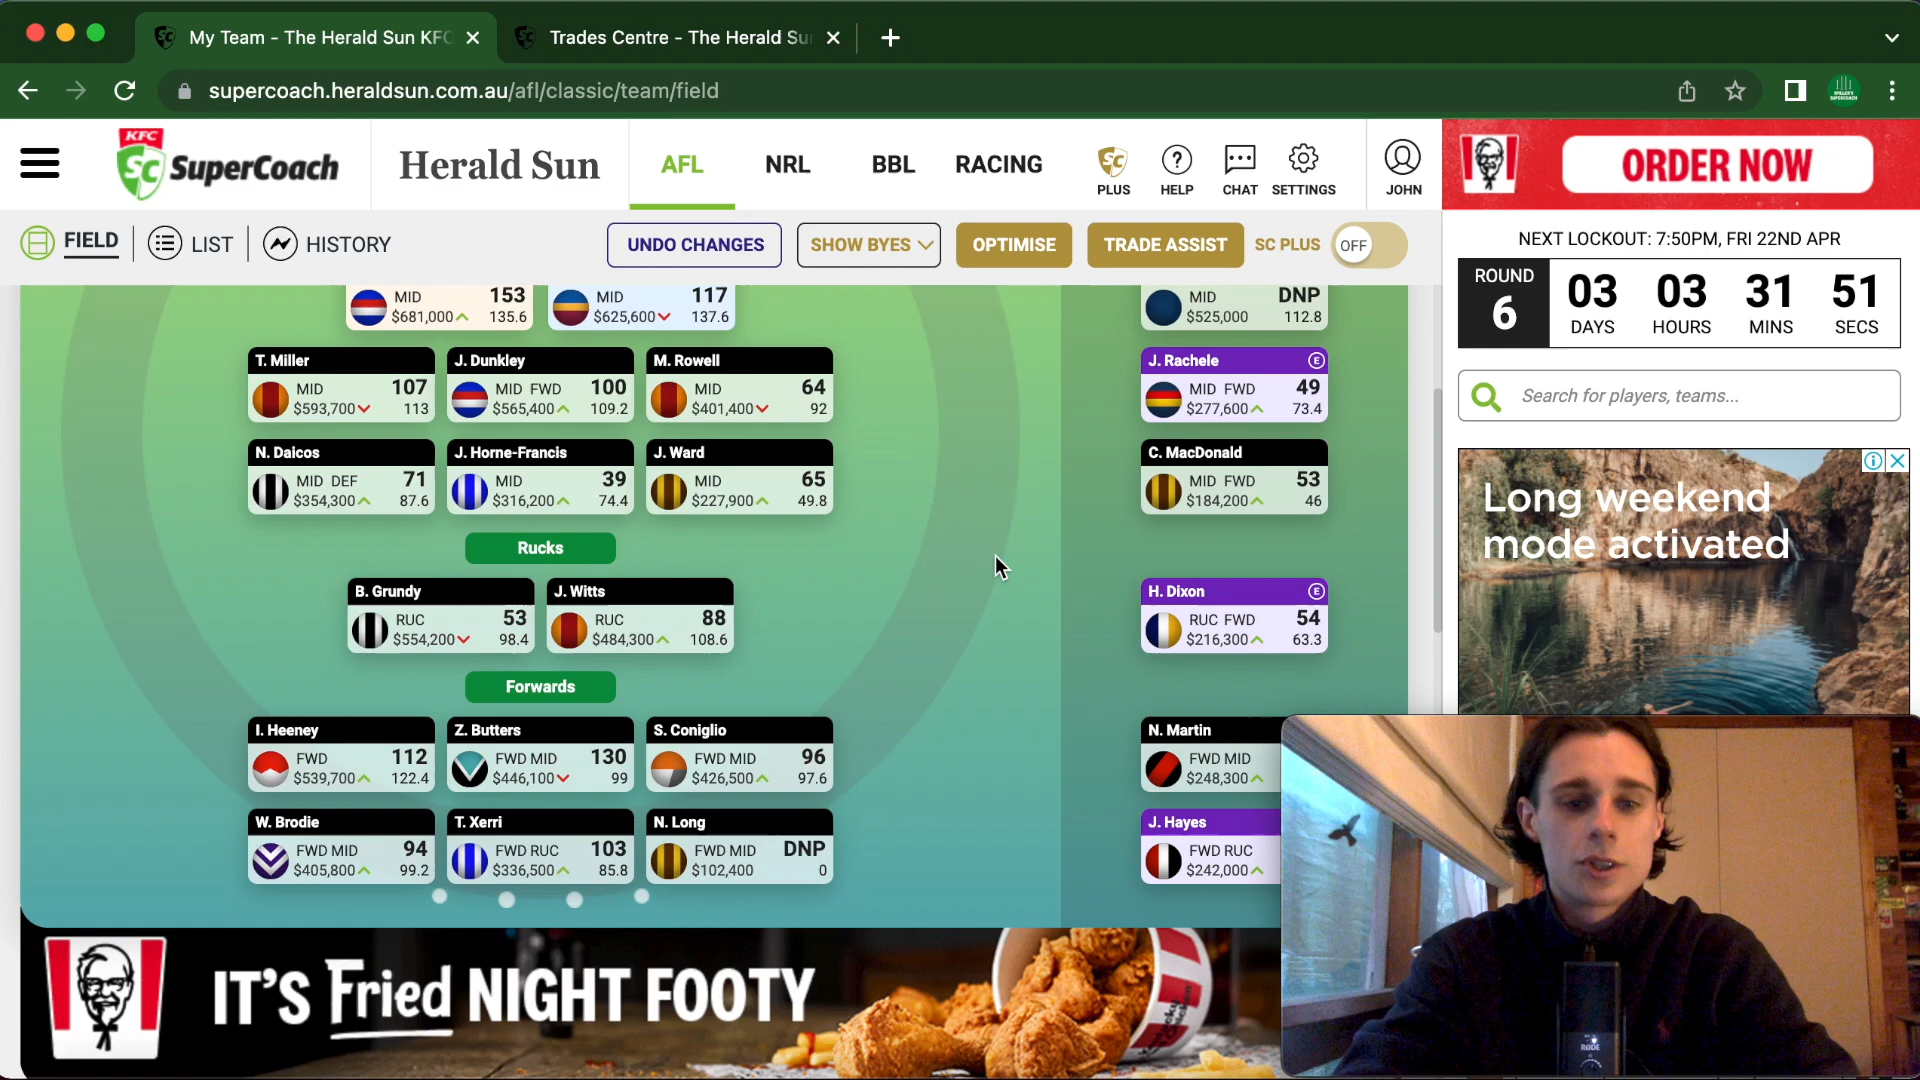 My Team - The Herald Sun KFC
Trades Centre - The Herald Su
supercoach.heraldsun.com.au/afl/classic/team/field
KFC
SC SuperCoach
Herald Sun
AFL
NRL
BBL
RACING
PLUS
HELP
CHAT
SETTINGS
JOHN
ORDER NOW
FIELD
LIST
HISTORY
UNDO CHANGES
SHOW BYES
OPTIMISE
TRADE ASSIST
SC PLUS
OFF
NEXT LOCKOUT: 7:50PM, FRI 22ND APR
ROUND
6
03 03 31 51
DAYS HOURS MINS SECS
Search for players, teams...
MID 153
$681,000 135.6
MID 117
$625,600 137.6
MID DNP
$525,000 112.8
T. Miller
MID 107
$593,700 113
J. Dunkley
MID FWD 100
$565,400 109.2
M. Rowell
MID 64
$401,400 92
J. Rachele E
MID FWD 49
$277,600 73.4
N. Daicos
MID DEF 71
$354,300 87.6
J. Horne-Francis
MID 39
$316,200 74.4
J. Ward
MID 65
$227,900 49.8
C. MacDonald
MID FWD 53
$184,200 46
Rucks
B. Grundy
RUC 53
$554,200 98.4
J. Witts
RUC 88
$484,300 108.6
H. Dixon E
RUC FWD 54
$216,300 63.3
Forwards
I. Heeney
FWD 112
$539,700 122.4
Z. Butters
FWD MID 130
$446,100 99
S. Coniglio
FWD MID 96
$426,500 97.6
N. Martin
FWD MID
$248,300
W. Brodie
FWD MID 94
$405,800 99.2
T. Xerri
FWD RUC 103
$336,500 85.8
N. Long
FWD MID DNP
$102,400 0
J. Hayes
FWD RUC
$242,000
Long weekend
mode activated
IT'S Fried NIGHT FOOTY
RØDE